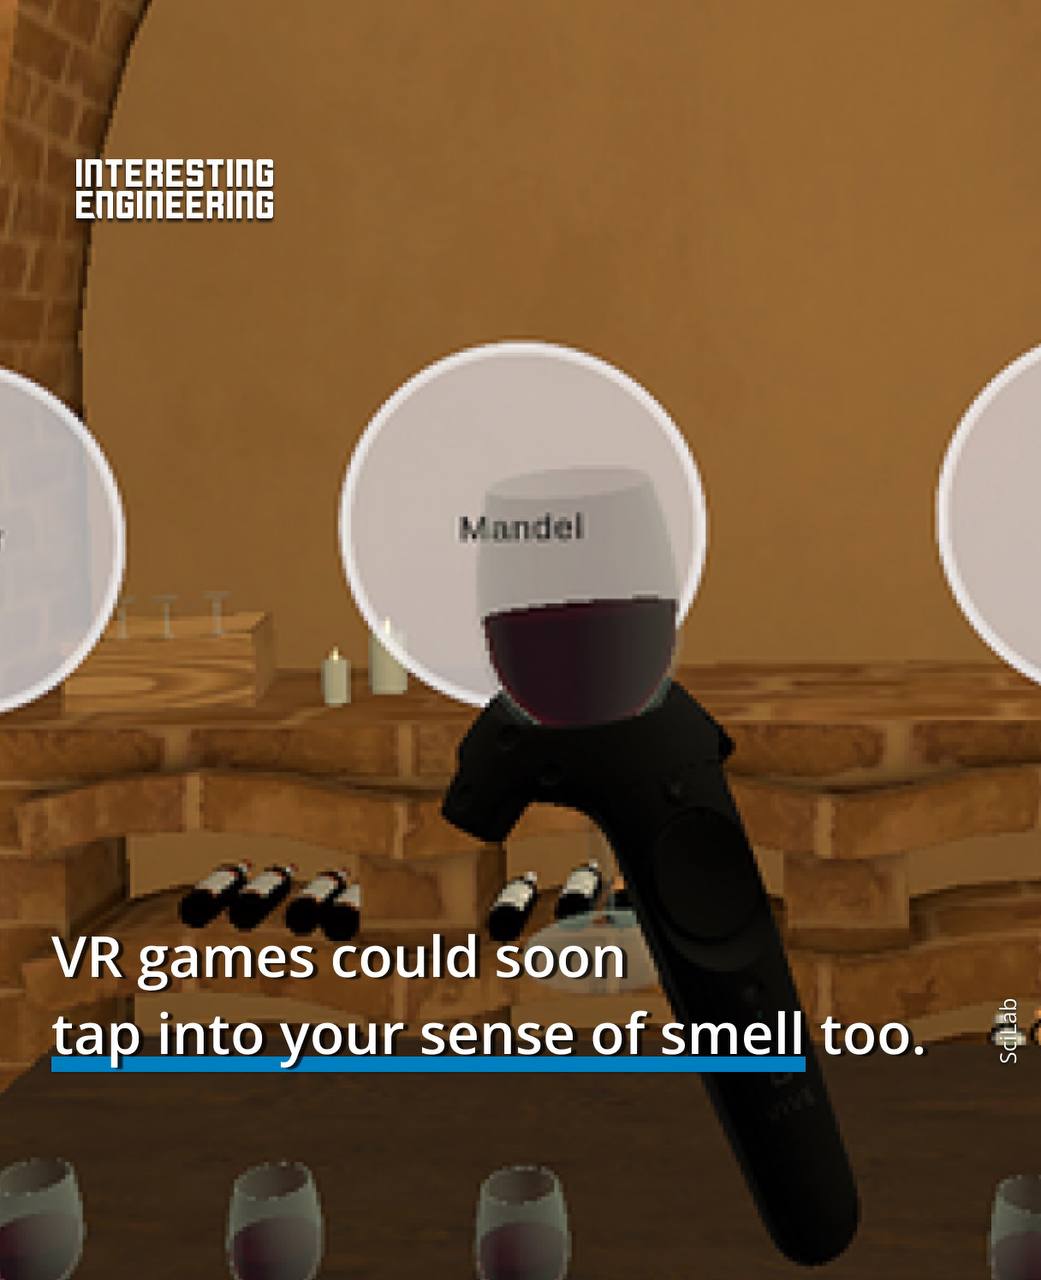 INTERESTING
ENGINEERING
Mandel
VR games could soon
tap into your sense of smell too.
SciLab